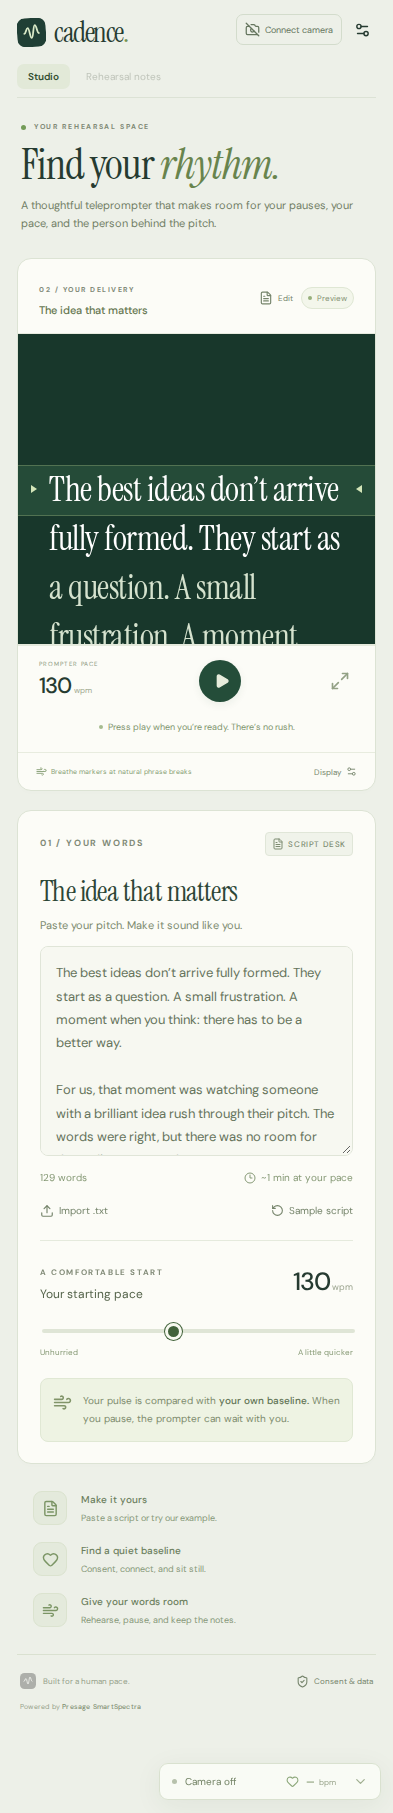 cadence.
Connect camera
Studio
Rehearsal notes
YOUR REHEARSAL SPACE
Find your rhythm.
A thoughtful teleprompter that makes room for your pauses, your
pace, and the person behind the pitch.
02 / YOUR DELIVERY
The idea that matters
Edit
Preview
The best ideas don’t arrive
fully formed. They start as
a question. A small
frustration. A moment
PROMPTER PACE
130 wpm
Press play when you’re ready. There’s no rush.
Breathe markers at natural phrase breaks
Display
01 / YOUR WORDS
SCRIPT DESK
The idea that matters
Paste your pitch. Make it sound like you.
The best ideas don’t arrive fully formed. They
start as a question. A small frustration. A
moment when you think: there has to be a
better way.
For us, that moment was watching someone
with a brilliant idea rush through their pitch. The
words were right, but there was no room for
129 words
~1 min at your pace
Import .txt
Sample script
A COMFORTABLE START
Your starting pace
130 wpm
Unhurried
A little quicker
Your pulse is compared with your own baseline. When
you pause, the prompter can wait with you.
Make it yours
Paste a script or try our example.
Find a quiet baseline
Consent, connect, and sit still.
Give your words room
Rehearse, pause, and keep the notes.
Built for a human pace.
Consent & data
Powered by Presage SmartSpectra
Camera off
— bpm